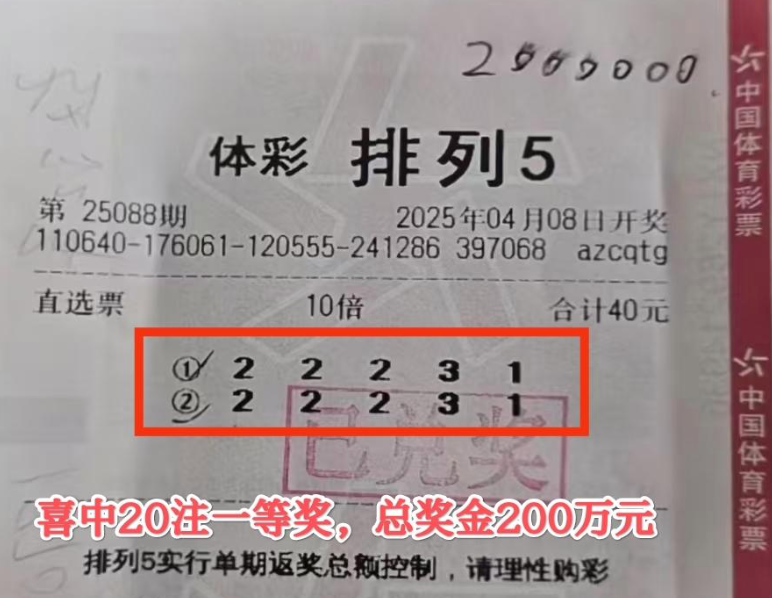 2000000
体彩 排列5
第 25088期 2025年04月08日开奖
110640-176061-120555-241286 397068 azcqtg
直选票 10倍 合计40元
① 2 2 2 3 1
② 2 2 2 3 1
已兑奖
喜中20注一等奖，总奖金200万元
排列5实行单期返奖总额控制，请理性购彩
中国体育彩票
中国体育彩票